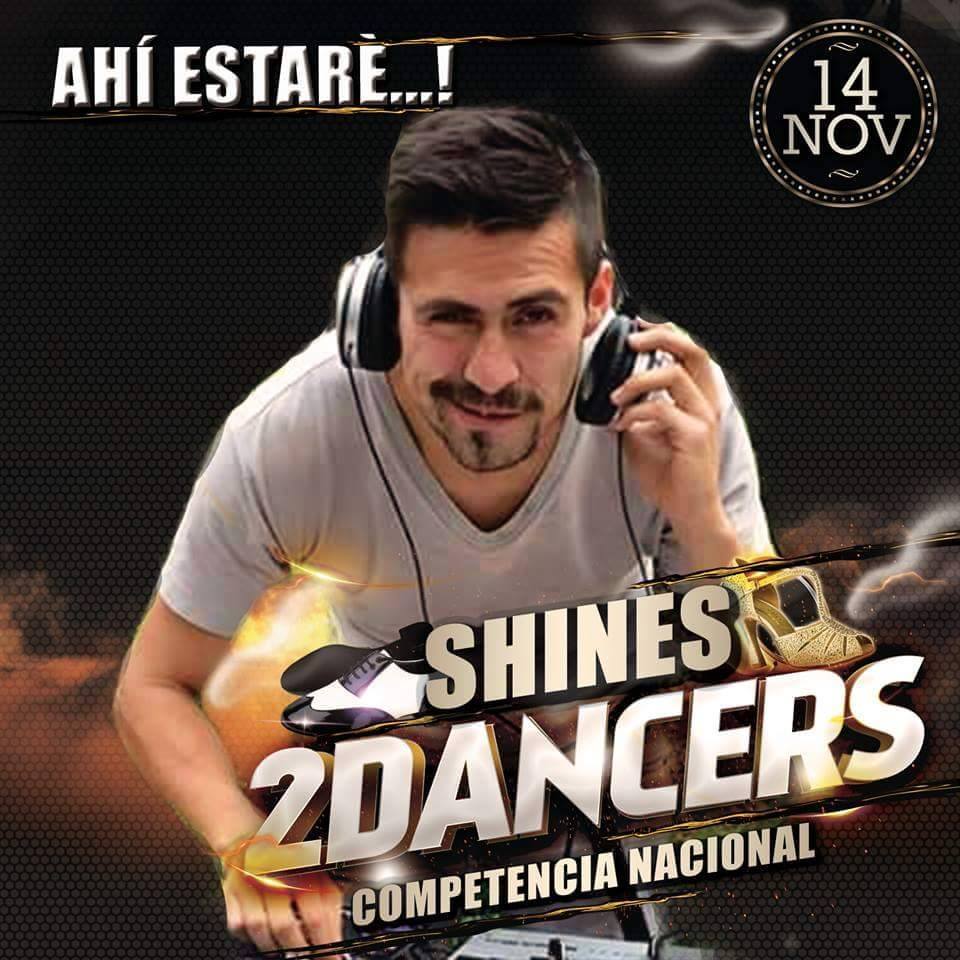 AHÍ ESTARÈ...!
14
NOV
SHINES
2DANCERS
COMPETENCIA NACIONAL